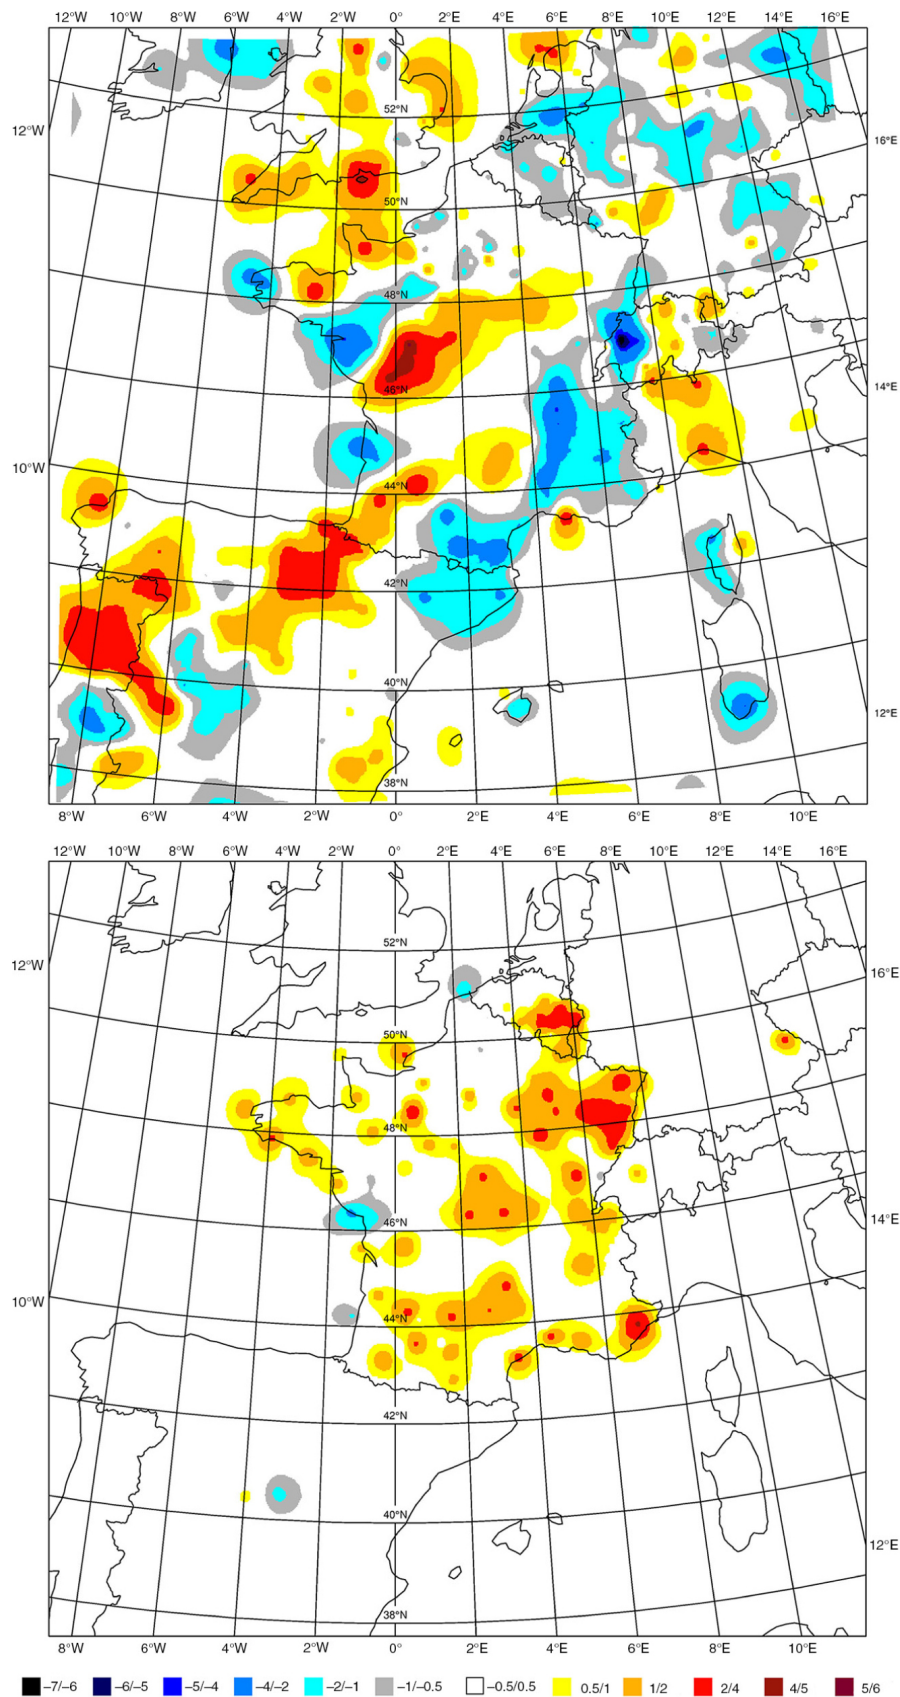 12°W 10°W 8°W 6°W 4°W 2°W 0° 2°E 4°E 6°E 8°E 10°E 12°E 14°E 16°E
52°N
12°W
16°E
50°N
48°N
46°N
14°E
10°W
44°N
42°N
40°N
12°E
38°N
8°W 6°W 4°W 2°W 0° 2°E 4°E 6°E 8°E 10°E
12°W 10°W 8°W 6°W 4°W 2°W 0° 2°E 4°E 6°E 8°E 10°E 12°E 14°E 16°E
52°N
12°W
16°E
50°N
48°N
46°N
14°E
10°W
44°N
42°N
40°N
12°E
38°N
8°W 6°W 4°W 2°W 0° 2°E 4°E 6°E 8°E 10°E
−7/−6 −6/−5 −5/−4 −4/−2 −2/−1 −1/−0.5 −0.5/0.5 0.5/1 1/2 2/4 4/5 5/6